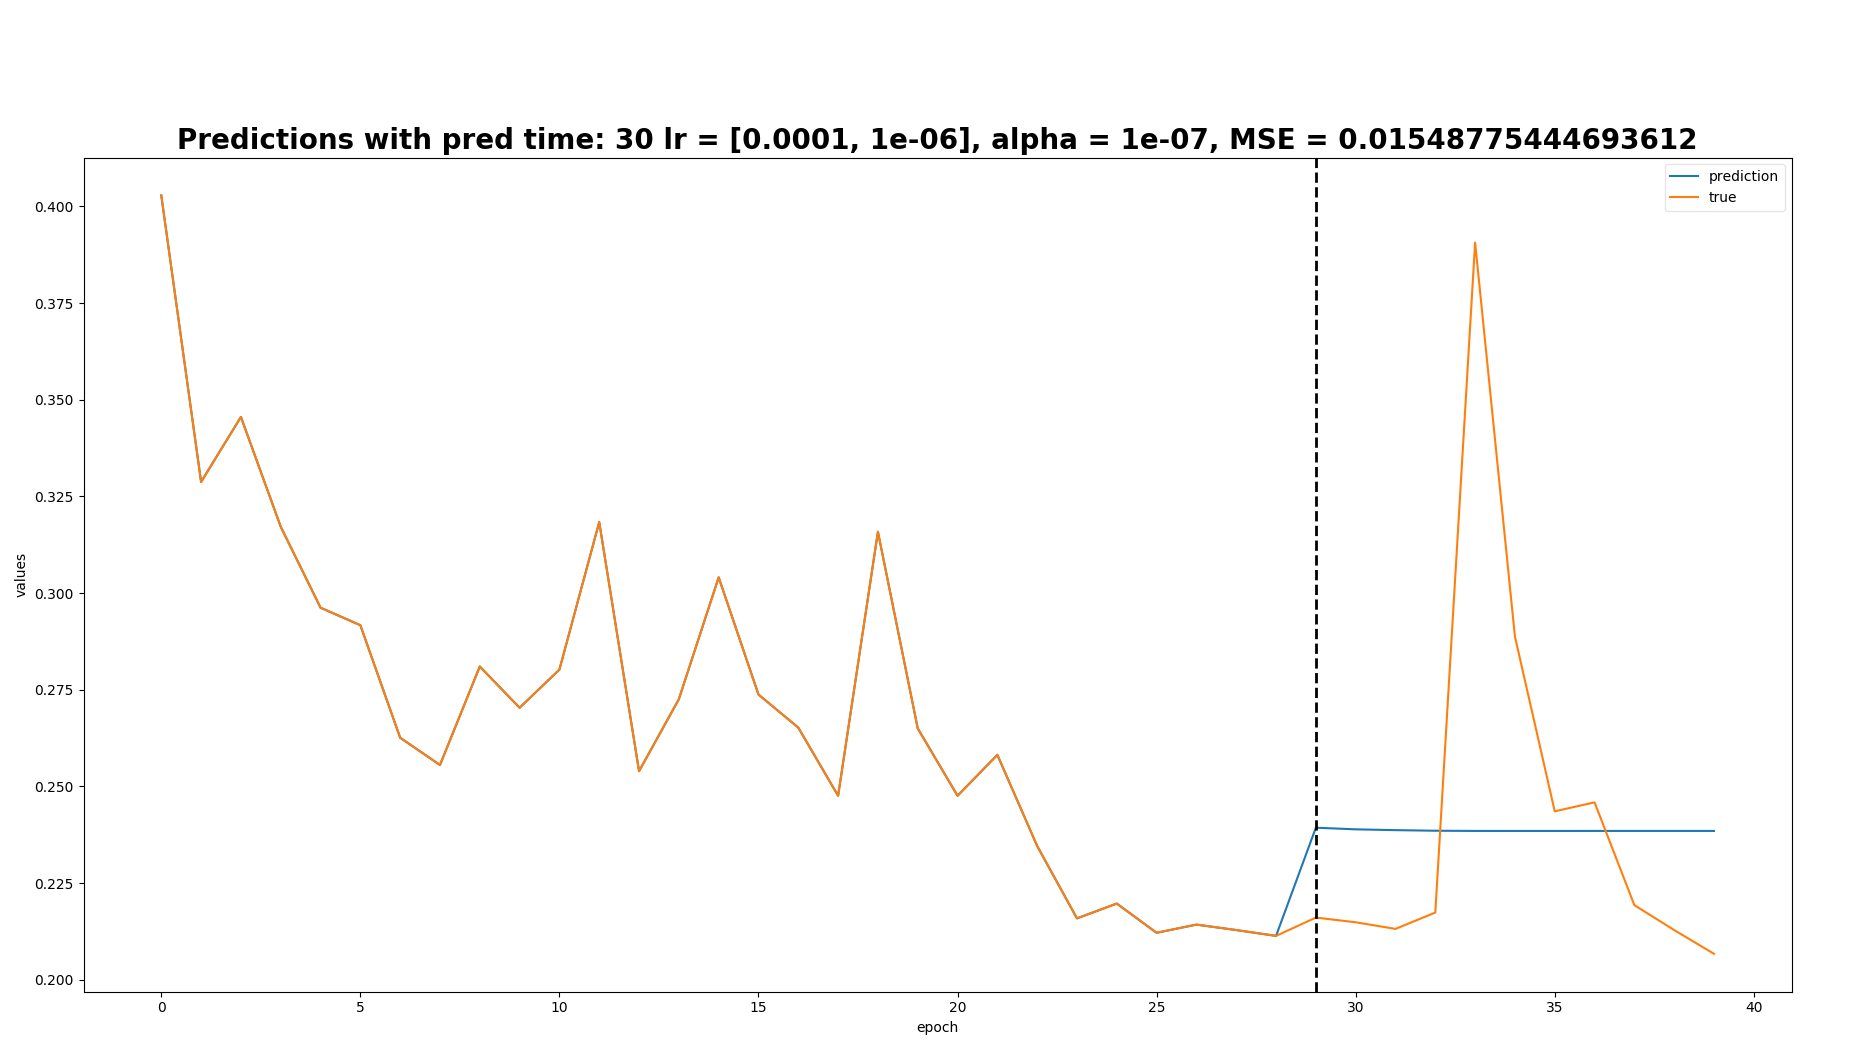 Predictions with pred time: 30 lr = [0.0001, 1e-06], alpha = 1e-07, MSE = 0.01548775444693612
prediction
true
0.400
0.375
0.350
0.325
0.300
0.275
0.250
0.225
0.200
values
0 5 10 15 20 25 30 35 40
epoch